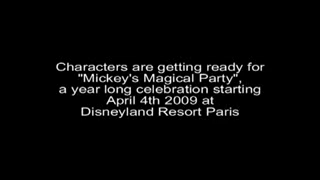 Characters are getting ready for
"Mickey's Magical Party",
a year long celebration starting
April 4th 2009 at
Disneyland Resort Paris